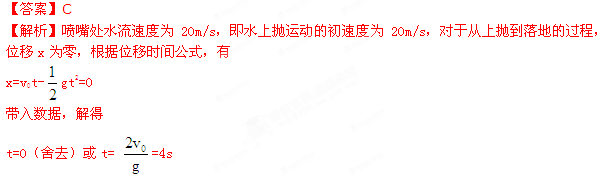 【答案】C
【解析】喷嘴处水流速度为 20m/s，即水上抛运动的初速度为 20m/s，对于从上抛到落地的过程，
位移 x 为零，根据位移时间公式，有
x=v₀t-1/2 gt²=0
带入数据，解得
t=0（舍去）或 t= 2v₀/g =4s